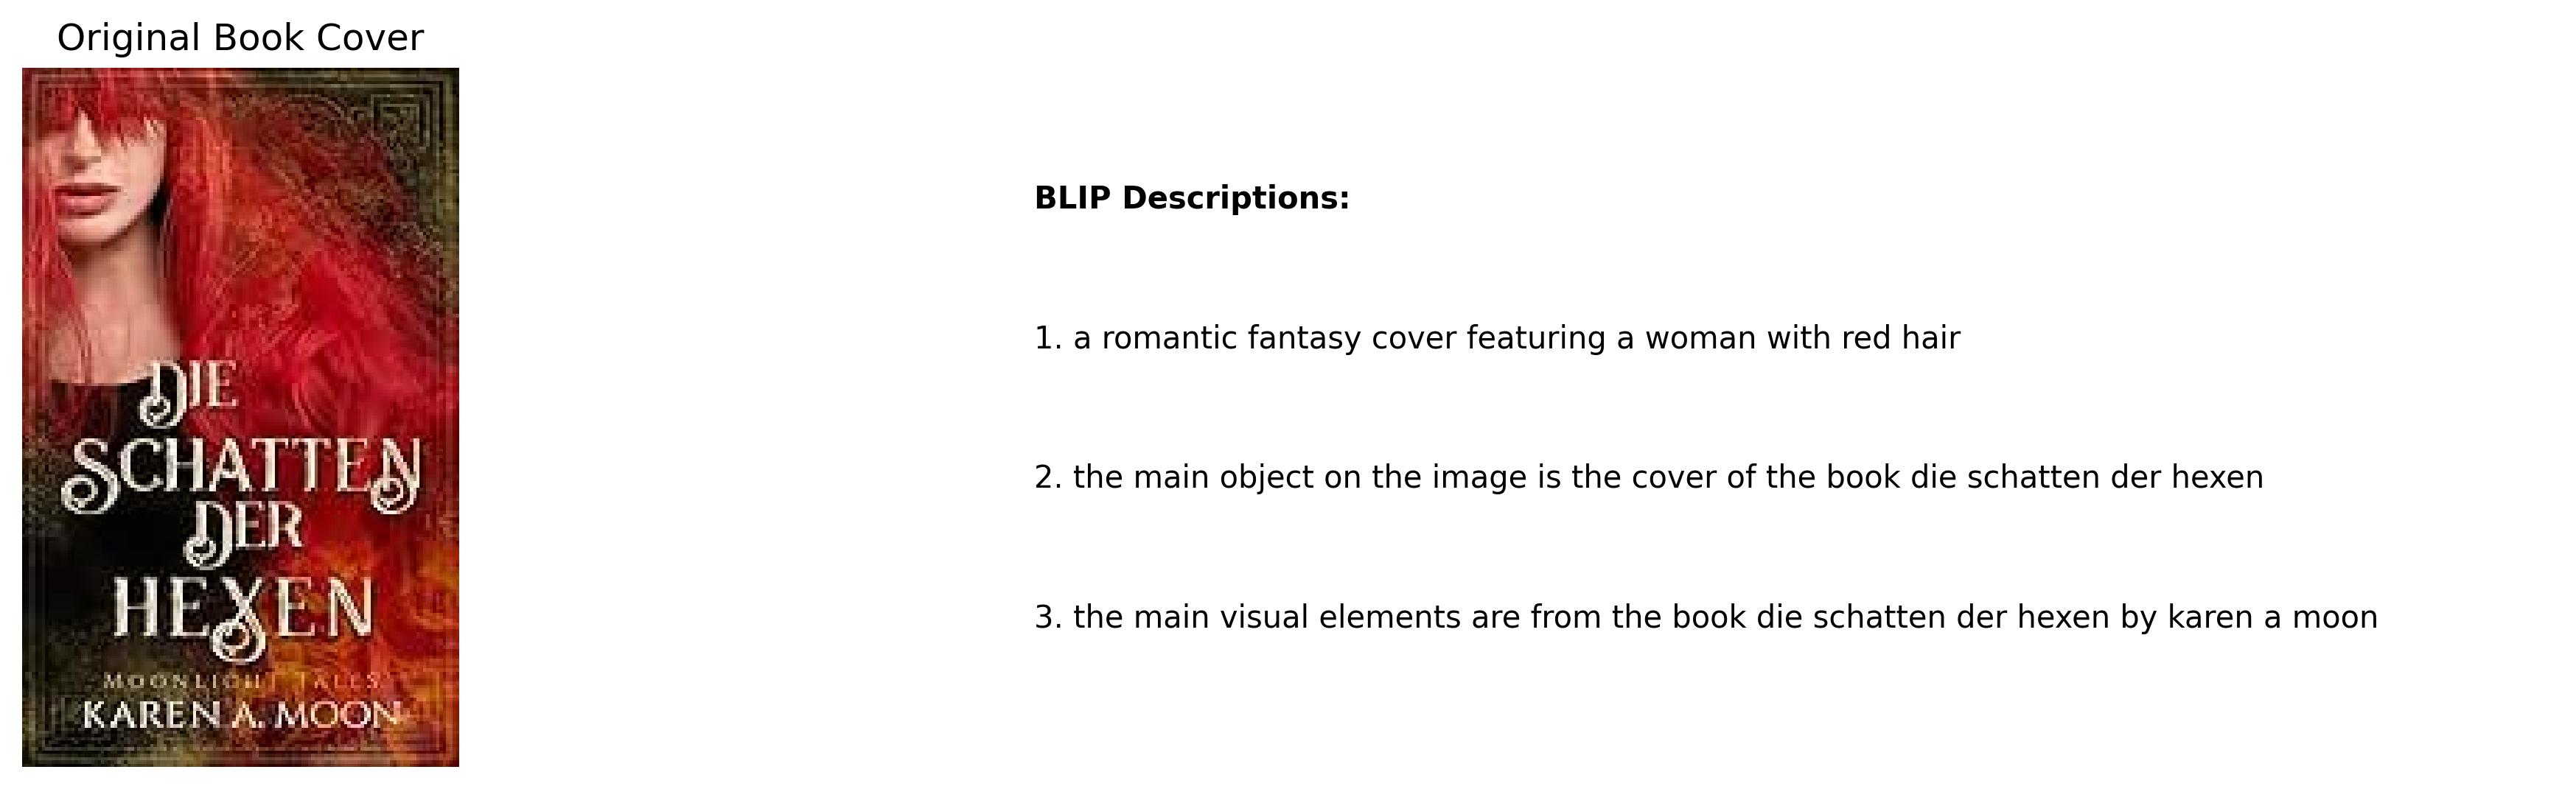 Original Book Cover
DIE
SCHATTEN
DER
HEXEN
MOONLIGHT TALES
KAREN A. MOON
BLIP Descriptions:
1. a romantic fantasy cover featuring a woman with red hair
2. the main object on the image is the cover of the book die schatten der hexen
3. the main visual elements are from the book die schatten der hexen by karen a moon